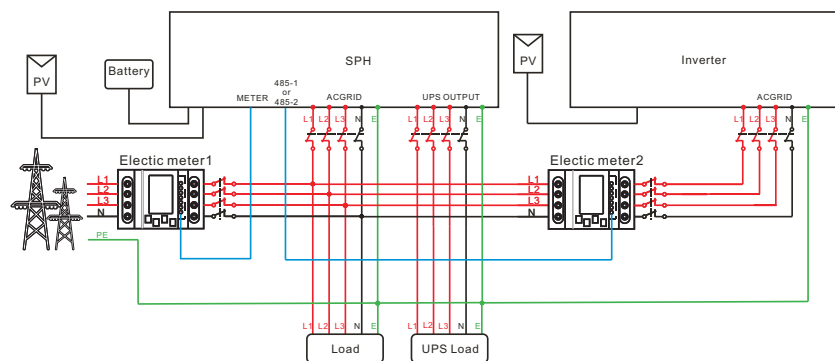 SPH
Inverter
PV
Battery
PV
METER
485-1
or
485-2
ACGRID
UPS OUTPUT
ACGRID
L1 L2 L3 N E
L1 L2 L3 N E
L1 L2 L3 N E
Electic meter1
Electic meter2
L1
L2
L3
N
PE
L1
L2
L3
N
L1 L2 L3 N E
L1 L2 L3 N E
Load
UPS Load